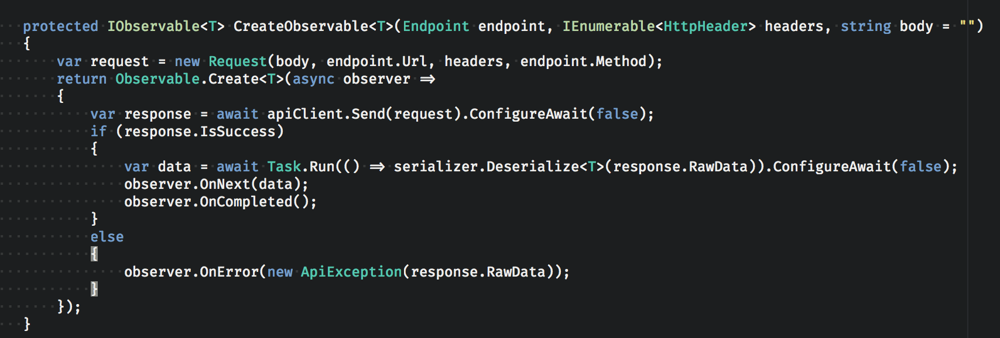 protected IObservable<T> CreateObservable<T>(Endpoint endpoint, IEnumerable<HttpHeader> headers, string body = "")
{
var request = new Request(body, endpoint.Url, headers, endpoint.Method);
return Observable.Create<T>(async observer =>
{
var response = await apiClient.Send(request).ConfigureAwait(false);
if (response.IsSuccess)
{
var data = await Task.Run(() => serializer.Deserialize<T>(response.RawData)).ConfigureAwait(false);
observer.OnNext(data);
observer.OnCompleted();
}
else
{
observer.OnError(new ApiException(response.RawData));
}
});
}